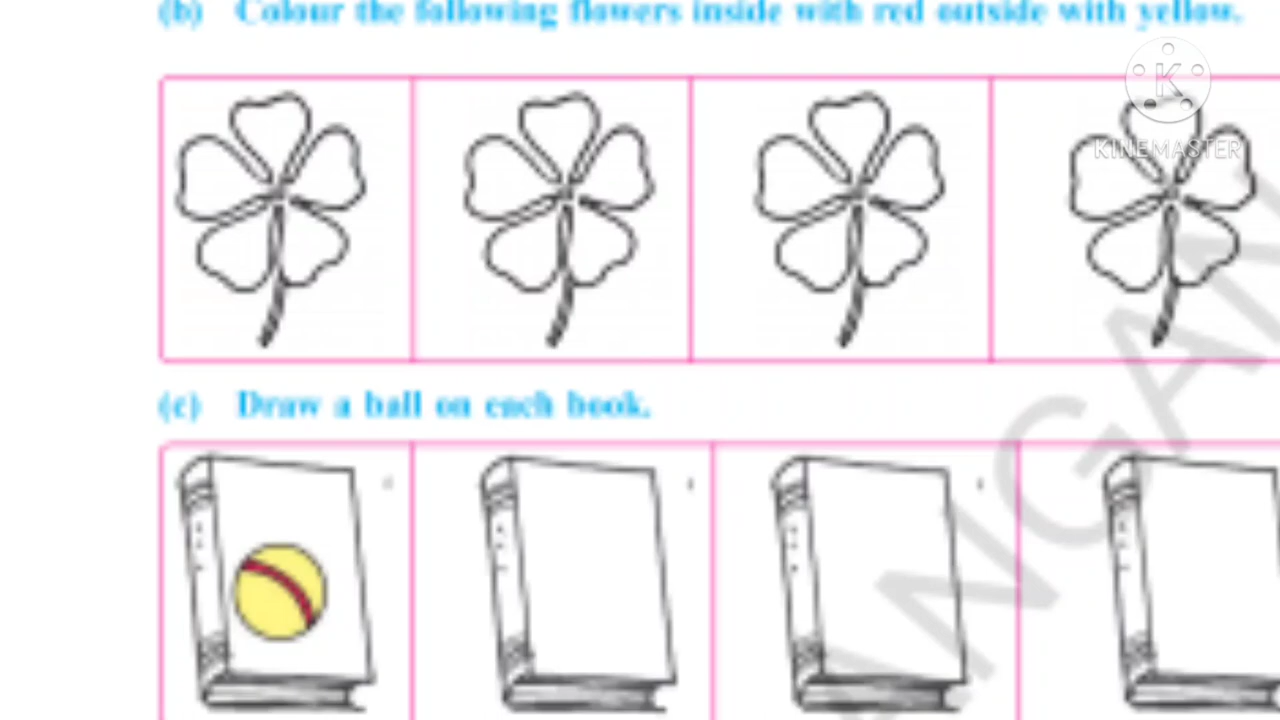 (b) Colour the following flowers inside with red outside with yellow.
K
KINEMASTER
(c) Draw a ball on each book.